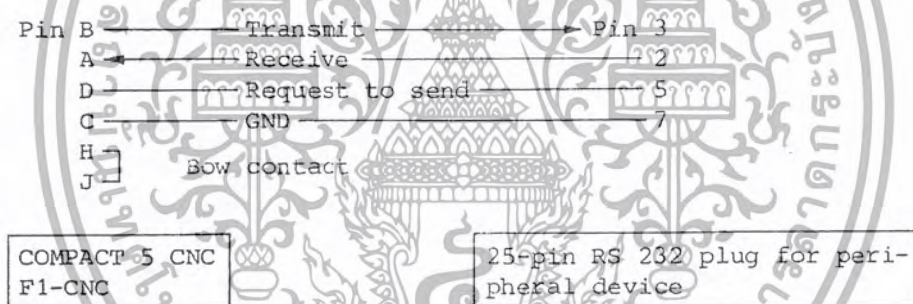 Pin B Transmit Pin 3
A Receive 2
D Request to send 5
C GND 7
H
Bow contact
J
COMPACT 5 CNC
F1-CNC
25-pin RS 232 plug for peri-
pheral device